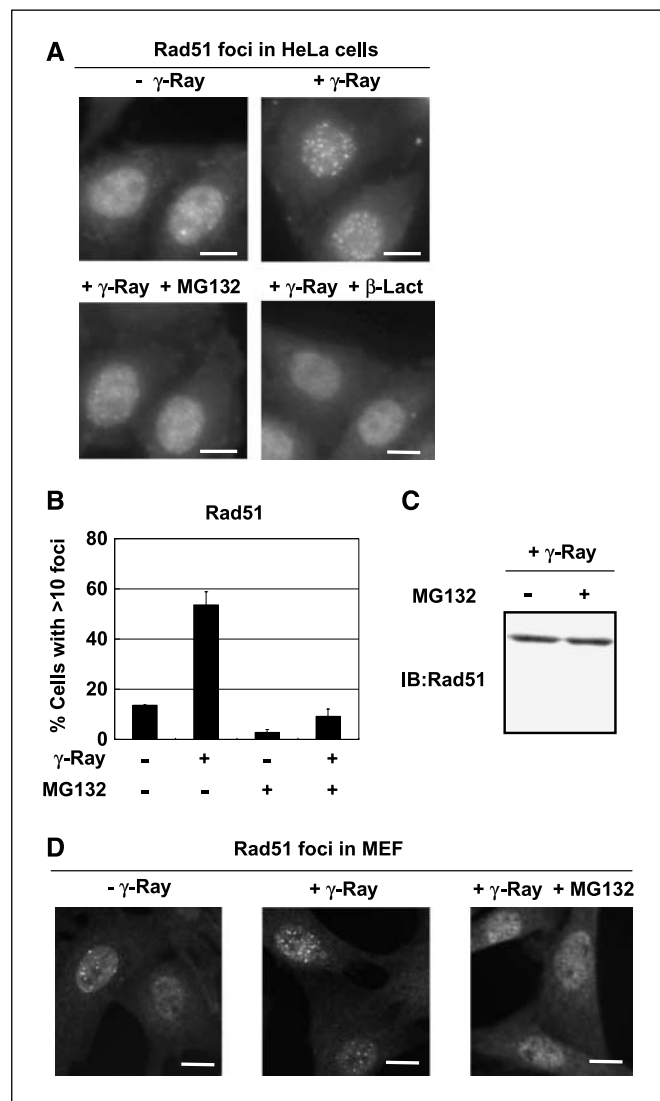 A
Rad51 foci in HeLa cells
- γ-Ray + γ-Ray
+ γ-Ray + MG132 + γ-Ray + β-Lact
B
Rad51
% Cells with >10 foci
80
60
40
20
0
γ-Ray - + - +
MG132 - - + +
C
+ γ-Ray
MG132 - +
IB:Rad51
D
Rad51 foci in MEF
- γ-Ray + γ-Ray + γ-Ray + MG132